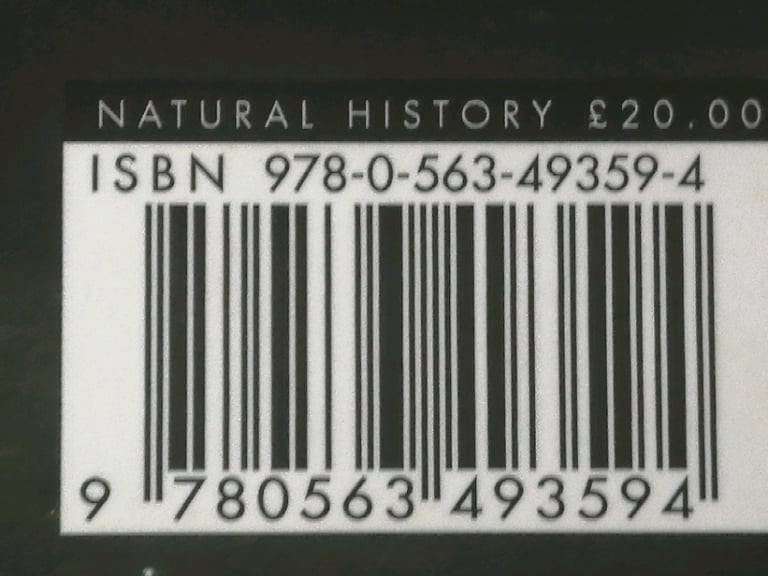 NATURAL HISTORY £20.00
ISBN 978-0-563-49359-4
9 780563 493594